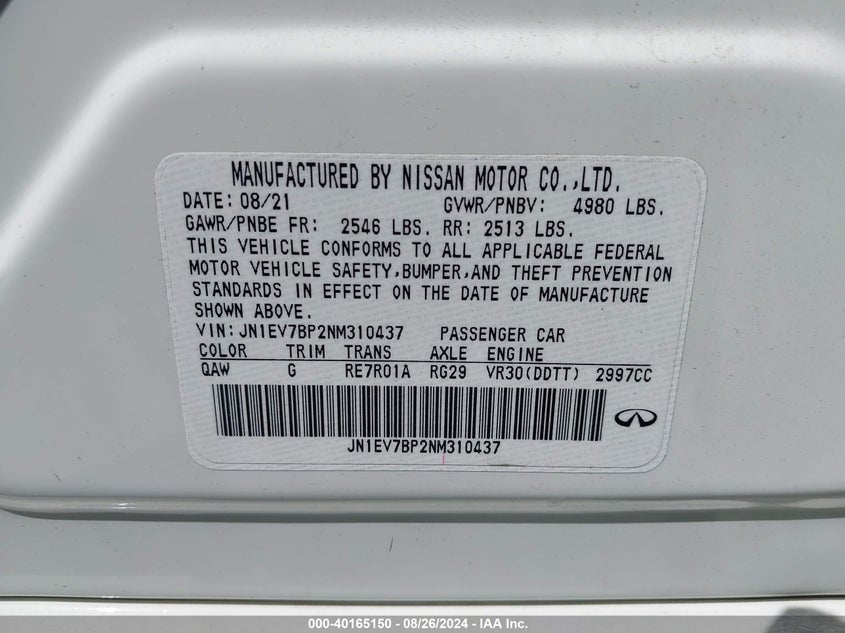 MANUFACTURED BY NISSAN MOTOR CO.,LTD.
DATE: 08/21 GVWR/PNBV: 4980 LBS.
GAWR/PNBE FR: 2546 LBS. RR: 2513 LBS.
THIS VEHICLE CONFORMS TO ALL APPLICABLE FEDERAL
MOTOR VEHICLE SAFETY,BUMPER,AND THEFT PREVENTION
STANDARDS IN EFFECT ON THE DATE OF MANUFACTURE
SHOWN ABOVE.
VIN:JN1EV7BP2NM310437 PASSENGER CAR
COLOR TRIM TRANS AXLE ENGINE
QAW G RE7R01A RG29 VR30(DDTT) 2997CC
JN1EV7BP2NM310437
000-40165150 - 08/26/2024 - IAA Inc.